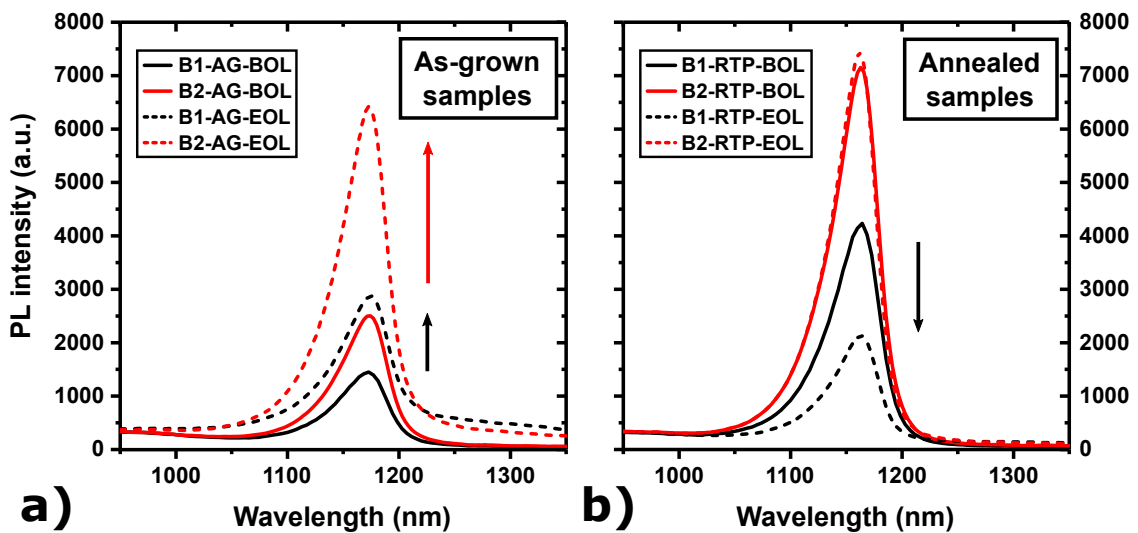 8000
7000
6000
5000
4000
3000
2000
1000
0
PL intensity (a.u.)
B1-AG-BOL
B2-AG-BOL
B1-AG-EOL
B2-AG-EOL
As-grown
samples
1000
1100
1200
1300
Wavelength (nm)
a)
B1-RTP-BOL
B2-RTP-BOL
B1-RTP-EOL
B2-RTP-EOL
Annealed
samples
8000
7000
6000
5000
4000
3000
2000
1000
0
1000
1100
1200
1300
Wavelength (nm)
b)